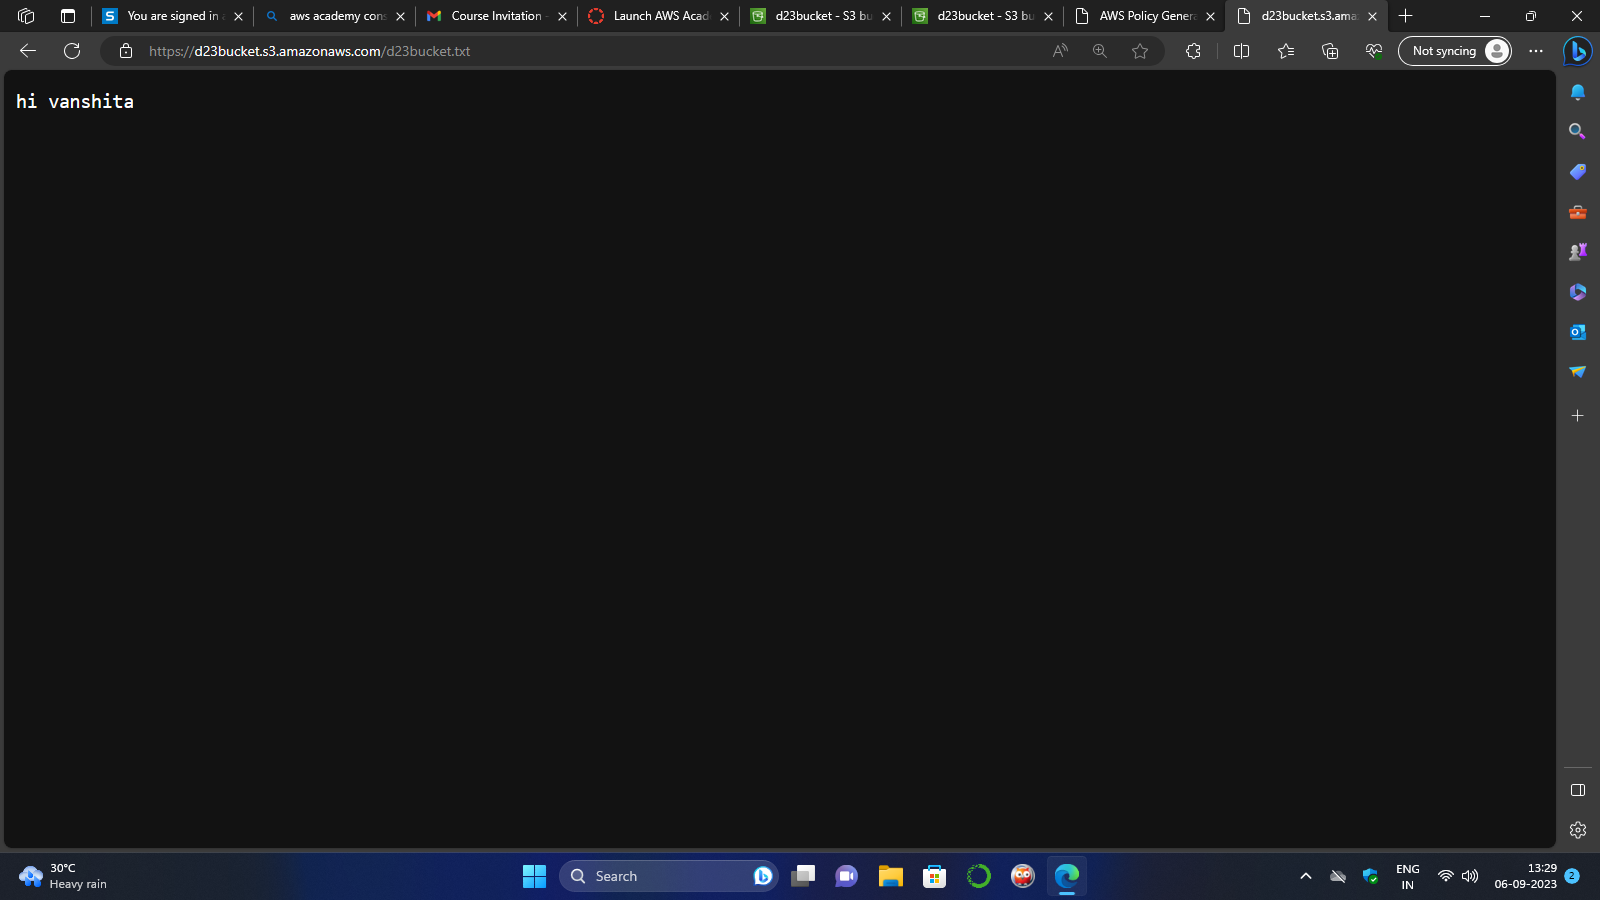 You are signed in a
aws academy cons
Course Invitation -
Launch AWS Acad
d23bucket - S3 bu
d23bucket - S3 bu
AWS Policy Genera
d23bucket.s3.ama
https://d23bucket.s3.amazonaws.com/d23bucket.txt
Not syncing
hi vanshita
30°C
Heavy rain
Search
ENG
IN
13:29
06-09-2023
2